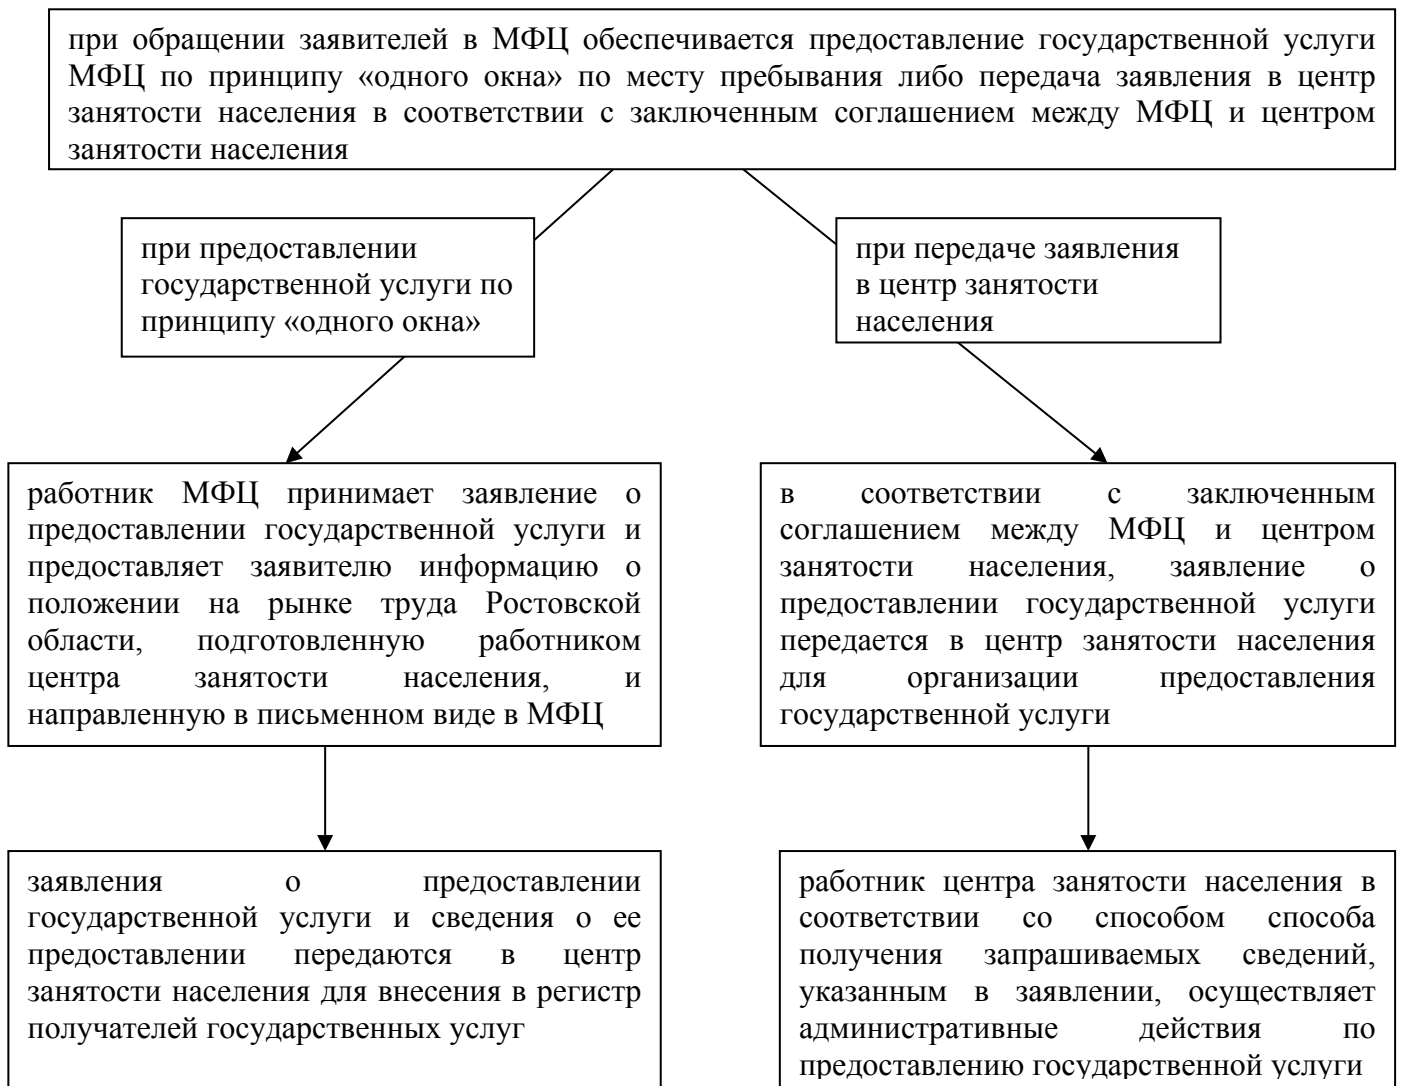 при обращении заявителей в МФЦ обеспечивается предоставление государственной услуги
МФЦ по принципу «одного окна» по месту пребывания либо передача заявления в центр
занятости населения в соответствии с заключенным соглашением между МФЦ и центром
занятости населения
при предоставлении
государственной услуги по
принципу «одного окна»
при передаче заявления
в центр занятости
населения
работник МФЦ принимает заявление о
предоставлении государственной услуги и
предоставляет заявителю информацию о
положении на рынке труда Ростовской
области, подготовленную работником
центра занятости населения, и
направленную в письменном виде в МФЦ
в соответствии с заключенным
соглашением между МФЦ и центром
занятости населения, заявление о
предоставлении государственной услуги
передается в центр занятости населения
для организации предоставления
государственной услуги
заявления о предоставлении
государственной услуги и сведения о ее
предоставлении передаются в центр
занятости населения для внесения в регистр
получателей государственных услуг
работник центра занятости населения в
соответствии со способом способа
получения запрашиваемых сведений,
указанным в заявлении, осуществляет
административные действия по
предоставлению государственной услуги